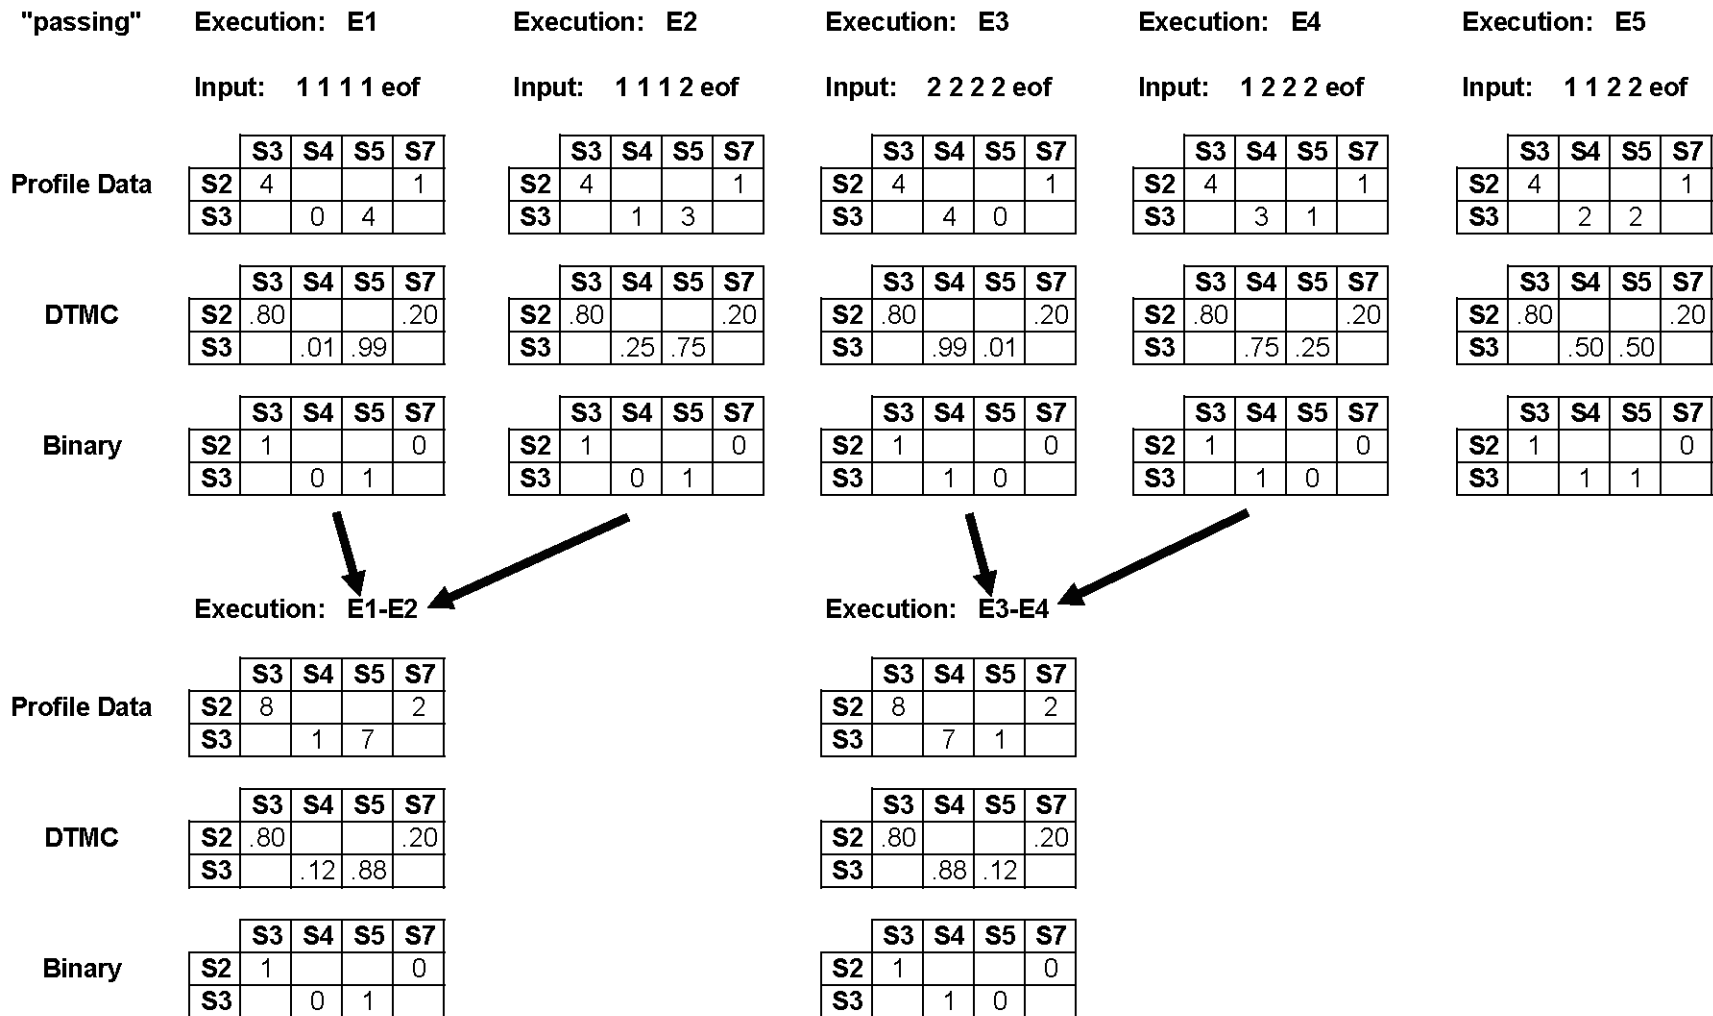 "passing" Execution: E1 Execution: E2 Execution: E3 Execution: E4 Execution: E5
Input: 1 1 1 1 eof Input: 1 1 1 2 eof Input: 2 2 2 2 eof Input: 1 2 2 2 eof Input: 1 1 2 2 eof
S3 S4 S5 S7 S3 S4 S5 S7 S3 S4 S5 S7 S3 S4 S5 S7 S3 S4 S5 S7
Profile Data S2 4 1 S2 4 1 S2 4 1 S2 4 1 S2 4 1
S3 0 4 S3 1 3 S3 4 0 S3 3 1 S3 2 2
S3 S4 S5 S7 S3 S4 S5 S7 S3 S4 S5 S7 S3 S4 S5 S7 S3 S4 S5 S7
DTMC S2 .80 .20 S2 .80 .20 S2 .80 .20 S2 .80 .20 S2 .80 .20
S3 .01 .99 S3 .25 .75 S3 .99 .01 S3 .75 .25 S3 .50 .50
S3 S4 S5 S7 S3 S4 S5 S7 S3 S4 S5 S7 S3 S4 S5 S7 S3 S4 S5 S7
Binary S2 1 0 S2 1 0 S2 1 0 S2 1 0 S2 1 0
S3 0 1 S3 0 1 S3 1 0 S3 1 0 S3 1 1
Execution: E1-E2 Execution: E3-E4
S3 S4 S5 S7 S3 S4 S5 S7
Profile Data S2 8 2 S2 8 2
S3 1 7 S3 7 1
S3 S4 S5 S7 S3 S4 S5 S7
DTMC S2 .80 .20 S2 .80 .20
S3 .12 .88 S3 .88 .12
S3 S4 S5 S7 S3 S4 S5 S7
Binary S2 1 0 S2 1 0
S3 0 1 S3 1 0